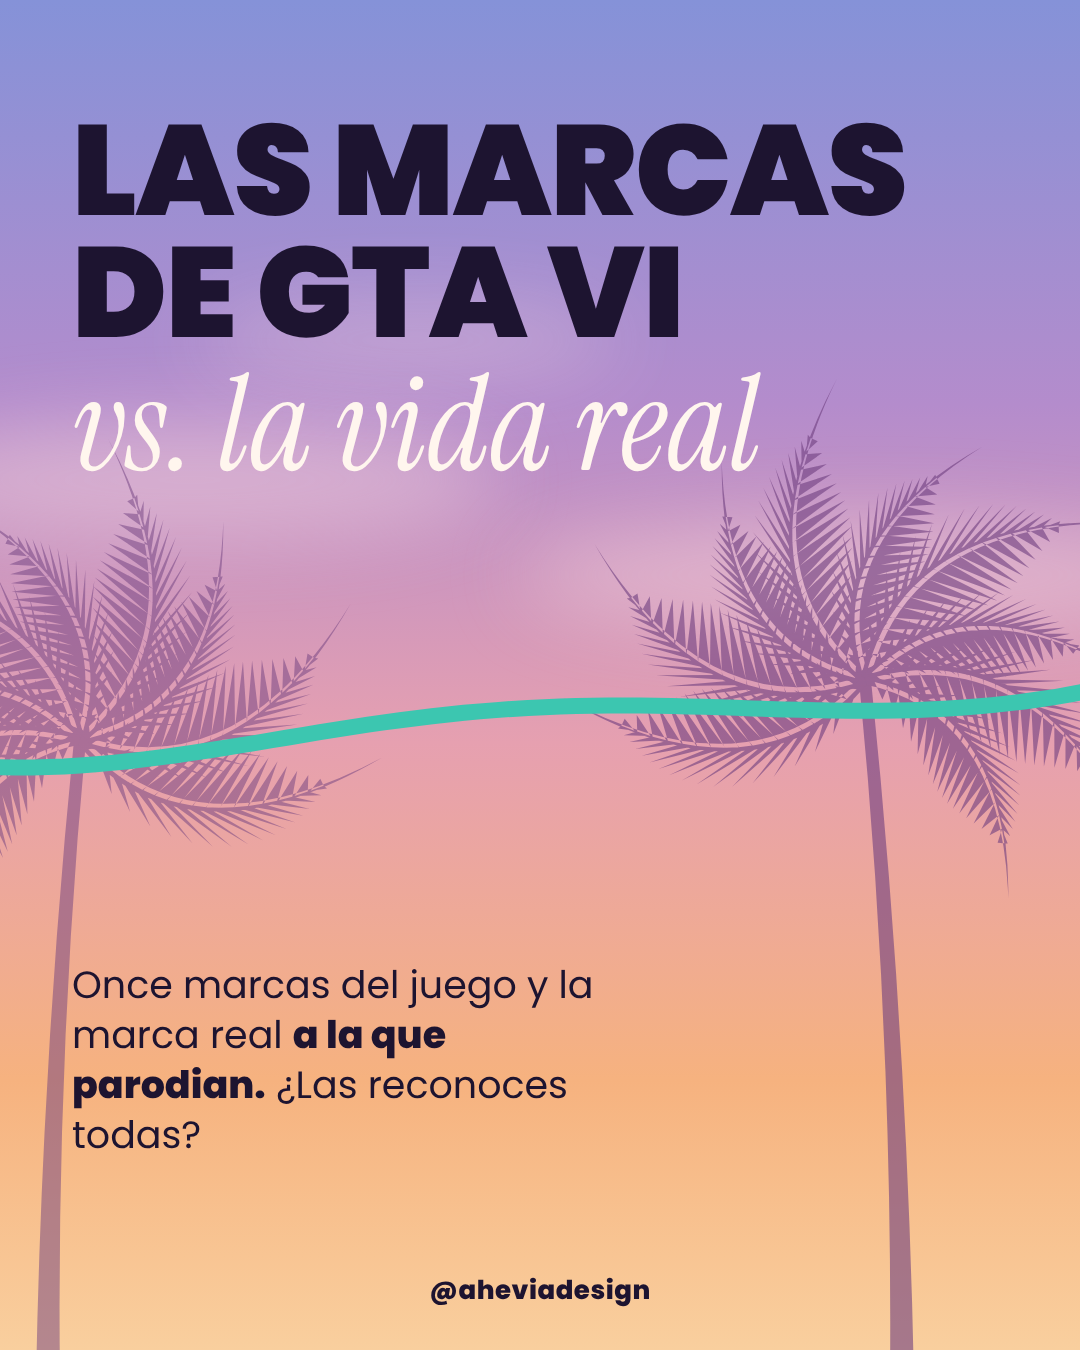 LAS MARCAS
DE GTA VI
vs. la vida real
Once marcas del juego y la
marca real a la que
parodian. ¿Las reconoces
todas?
@aheviadesign